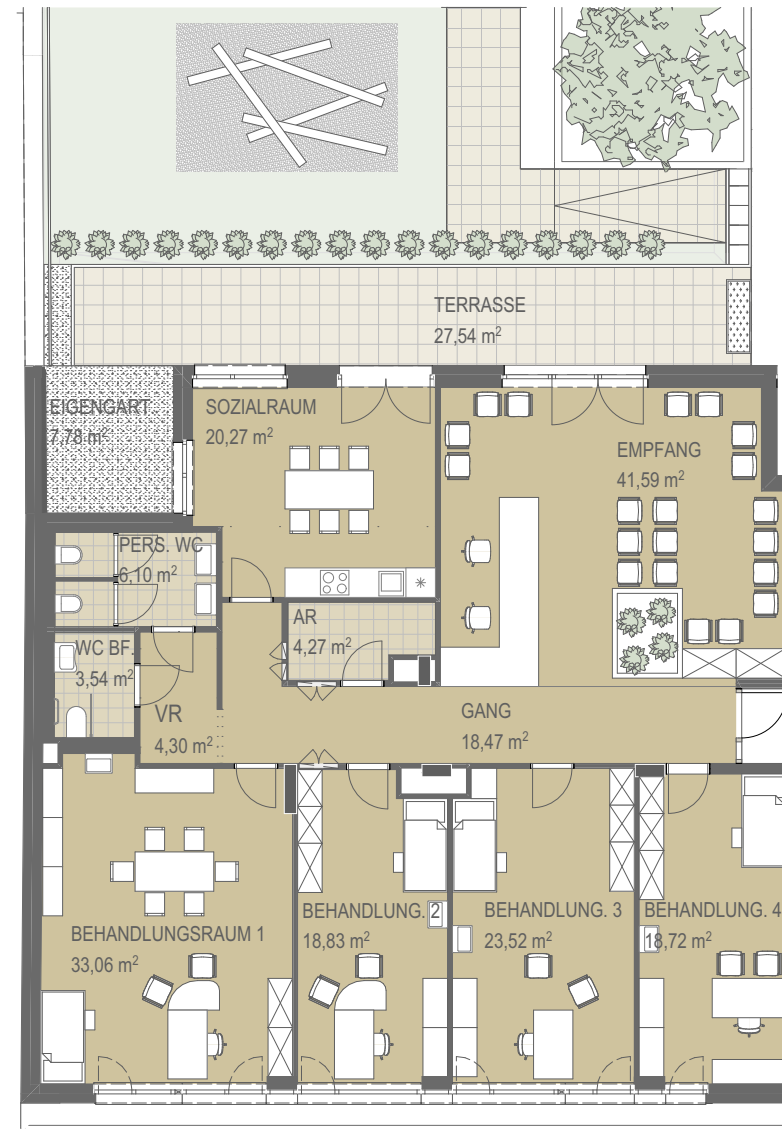 TERRASSE
27,54 m²
EIGENGART.
7,78 m²
SOZIALRAUM
20,27 m²
EMPFANG
41,59 m²
PERS. WC
6,10 m²
AR
4,27 m²
WC BF.
3,54 m²
VR
4,30 m²
GANG
18,47 m²
BEHANDLUNGSRAUM 1
33,06 m²
BEHANDLUNG. 2
18,83 m²
BEHANDLUNG. 3
23,52 m²
BEHANDLUNG. 4
18,72 m²